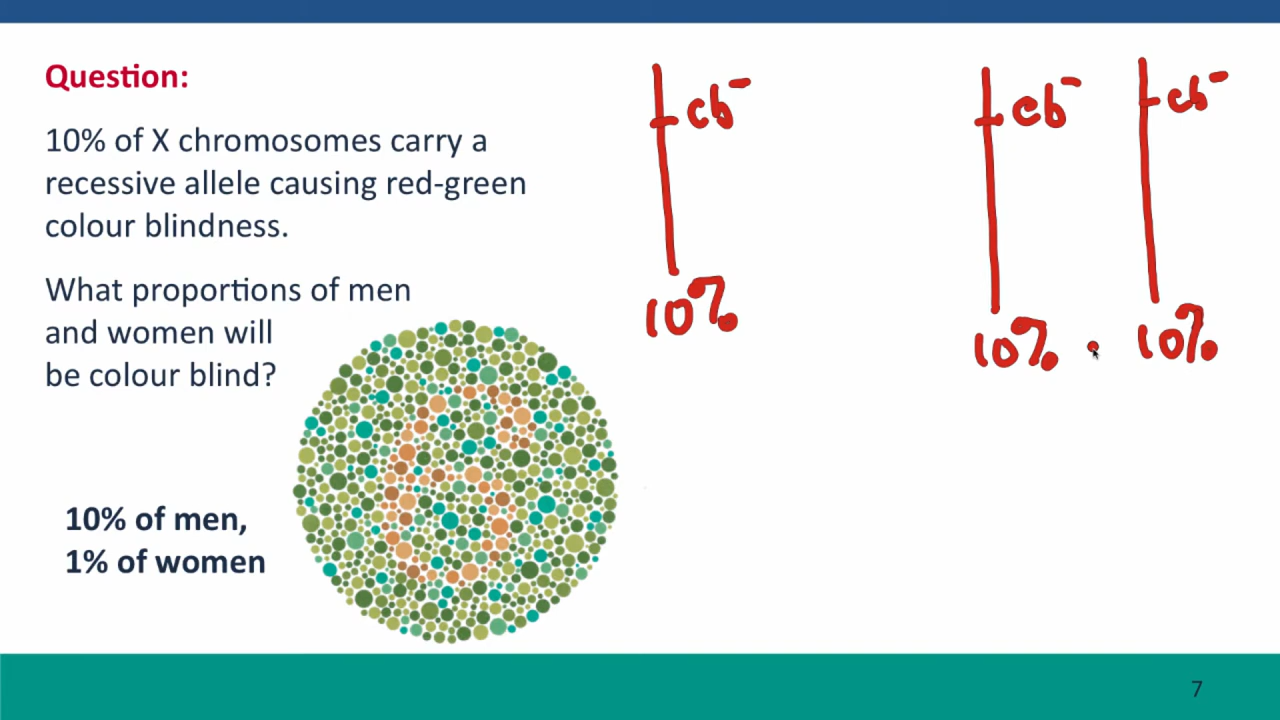 Question:
10% of X chromosomes carry a
recessive allele causing red-green
colour blindness.
What proportions of men
and women will
be colour blind?
10% of men,
1% of women
cb⁻
10%
cb⁻ cb⁻
10% · 10%
6
7